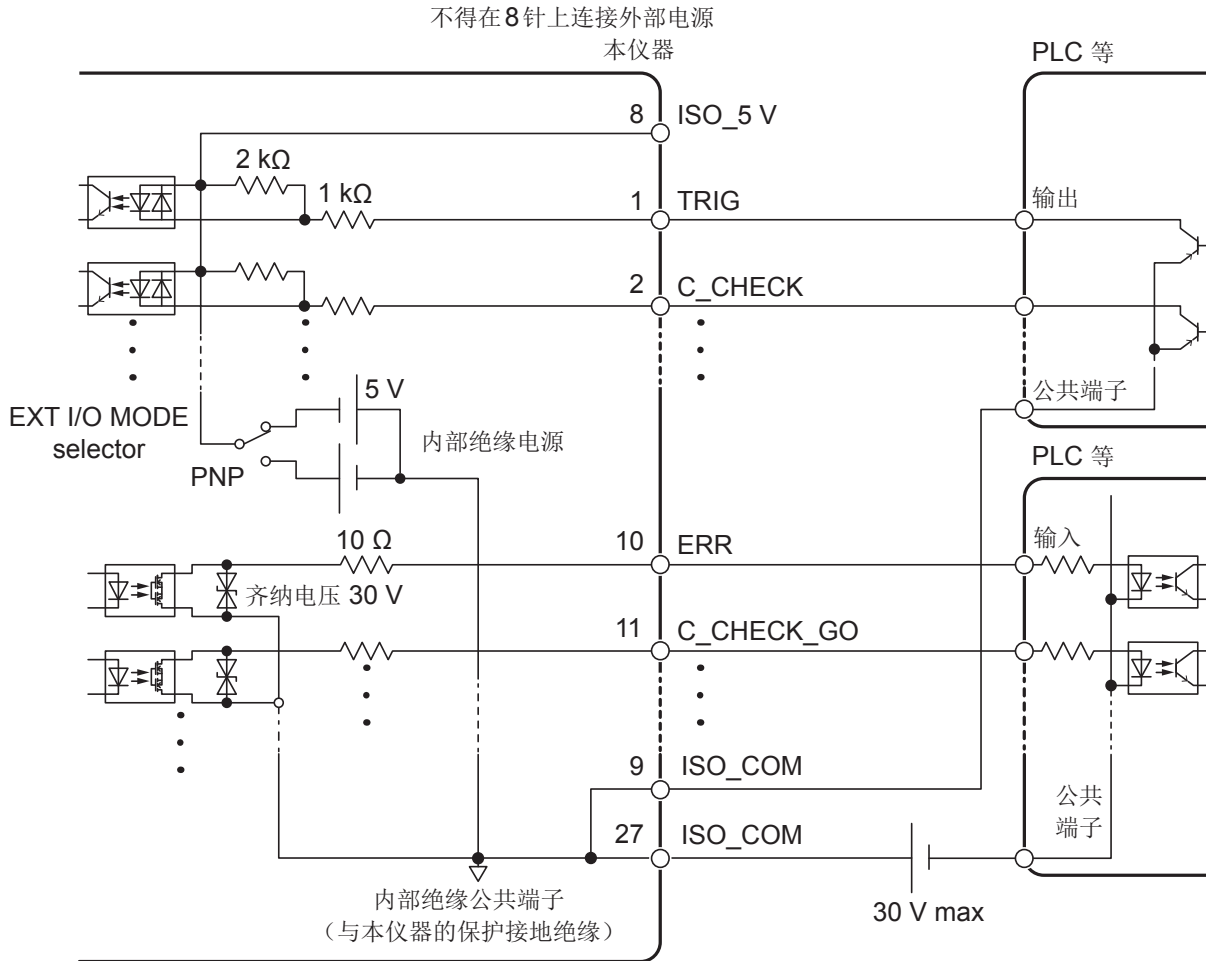 不得在8针上连接外部电源
本仪器
PLC 等
8 ISO_5 V
2 kΩ
1 kΩ
1 TRIG
输出
2 C_CHECK
5 V
公共端子
EXT I/O MODE
selector
内部绝缘电源
PNP
PLC 等
10 Ω
10 ERR
输入
齐纳电压 30 V
11 C_CHECK_GO
9 ISO_COM
公共
端子
27 ISO_COM
内部绝缘公共端子
（与本仪器的保护接地绝缘）
30 V max